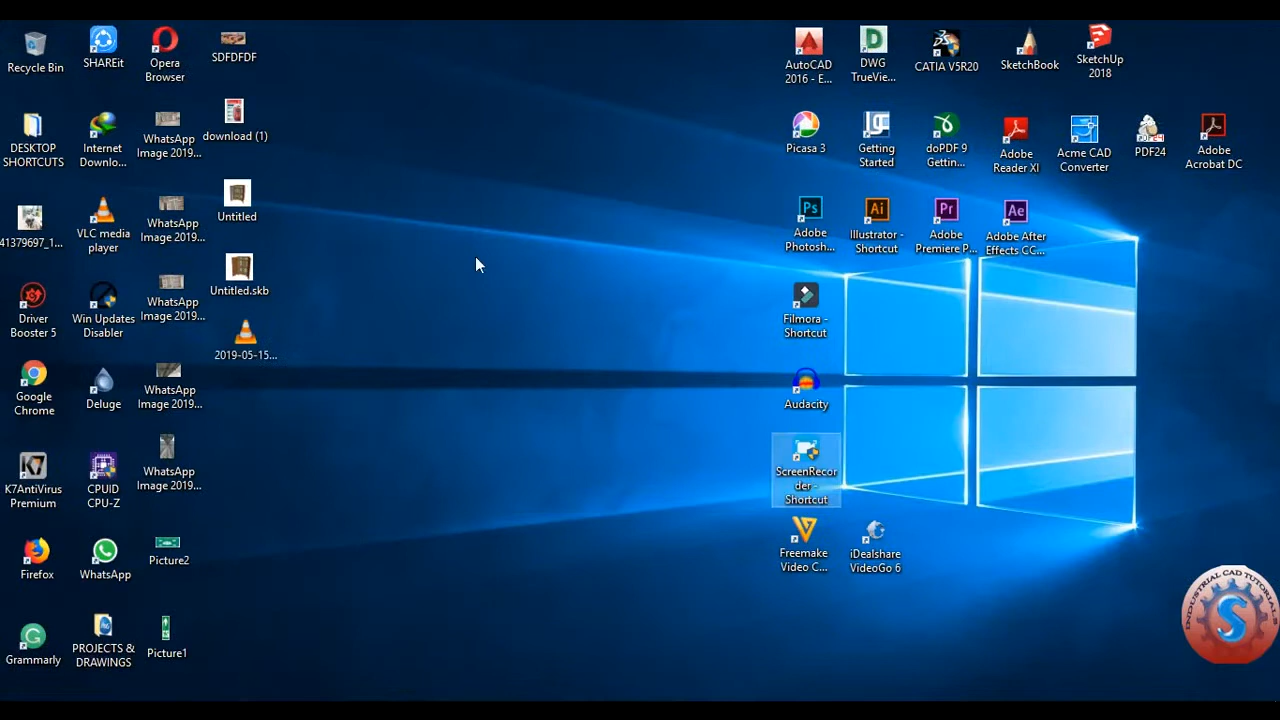 Recycle Bin
SHAREit
Opera
Browser
SDFDFDF
DESKTOP
SHORTCUTS
Internet
Downlo...
WhatsApp
Image 2019...
download (1)
41379697_1...
VLC media
player
WhatsApp
Image 2019...
Untitled
Driver
Booster 5
Win Updates
Disabler
WhatsApp
Image 2019...
Untitled.skb
Google
Chrome
Deluge
WhatsApp
Image 2019...
2019-05-15...
K7AntiVirus
Premium
CPUID
CPU-Z
WhatsApp
Image 2019...
Firefox
WhatsApp
Picture2
Grammarly
PROJECTS &
DRAWINGS
Picture1
AutoCAD
2016 - E...
DWG
TrueVie...
CATIA V5R20
SketchBook
SketchUp
2018
Picasa 3
Getting
Started
doPDF 9
Gettin...
Adobe
Reader XI
Acme CAD
Converter
PDF24
Adobe
Acrobat DC
Adobe
Photosh...
Illustrator -
Shortcut
Adobe
Premiere P...
Adobe After
Effects CC...
Filmora -
Shortcut
Audacity
ScreenRecor
der -
Shortcut
Freemake
Video C...
iDealshare
VideoGo 6
INDUSTRIAL CAD TUTORIALS
S